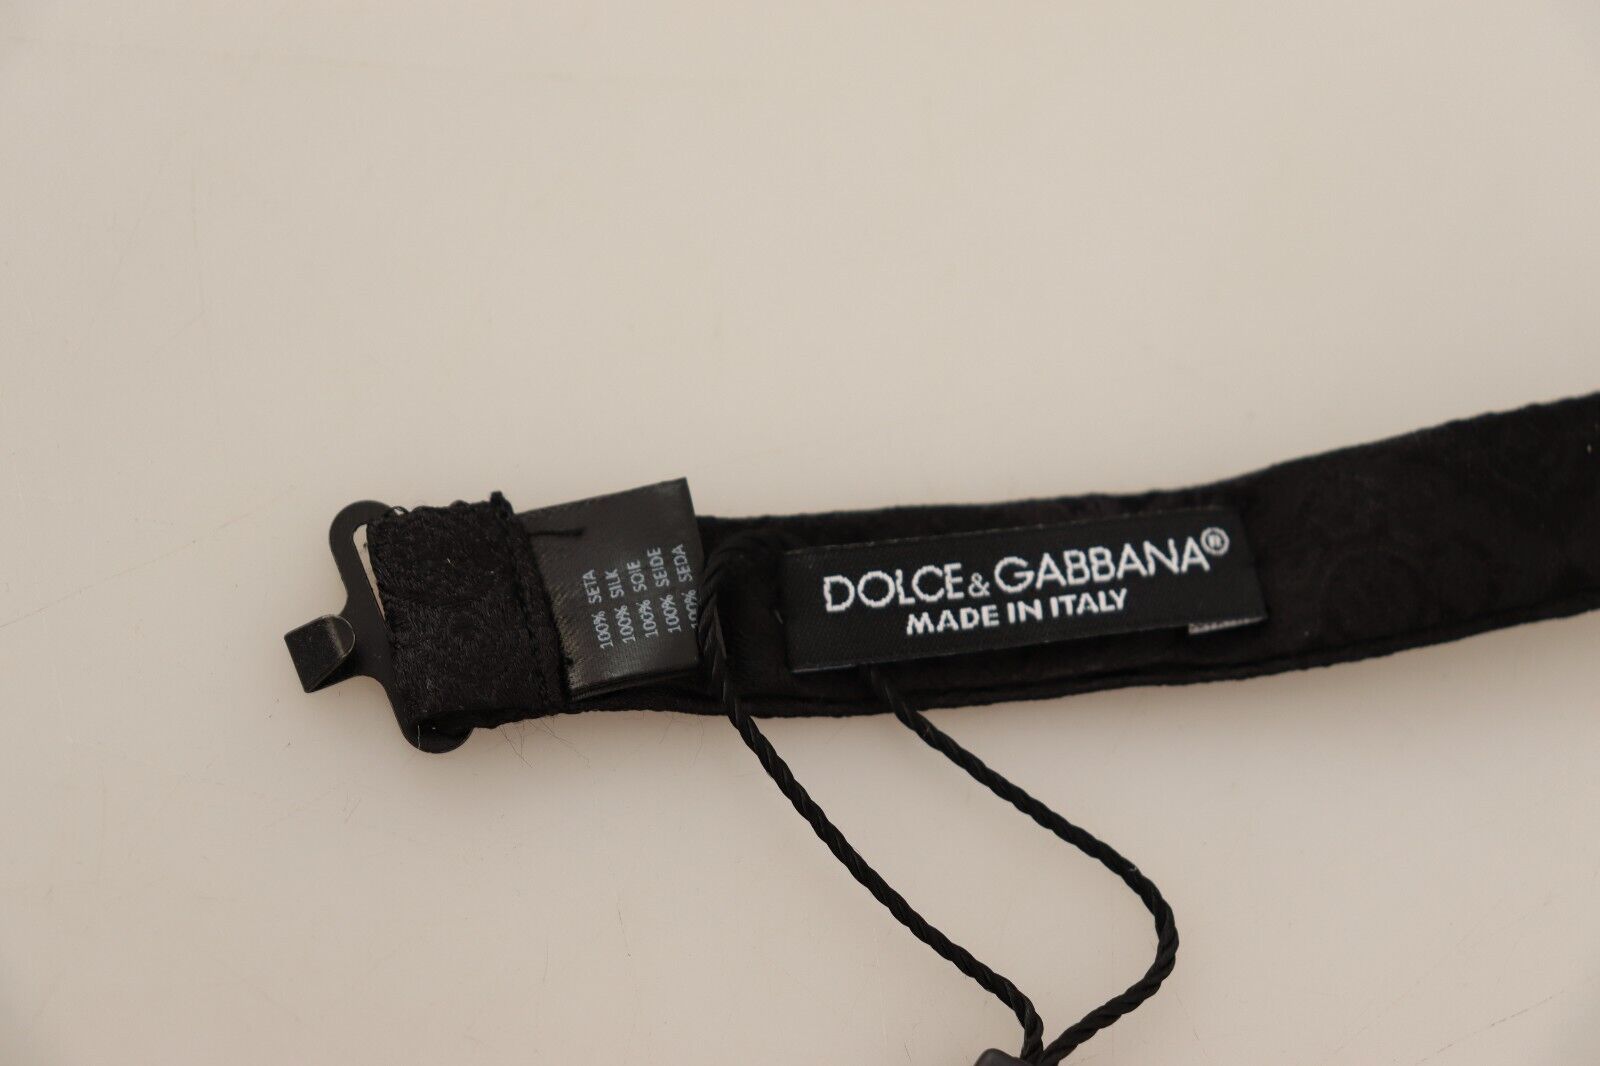 100% SETA
100% SILK
100% SOIE
100% SEIDE
100% SEDA
DOLCE&GABBANA®
MADE IN ITALY